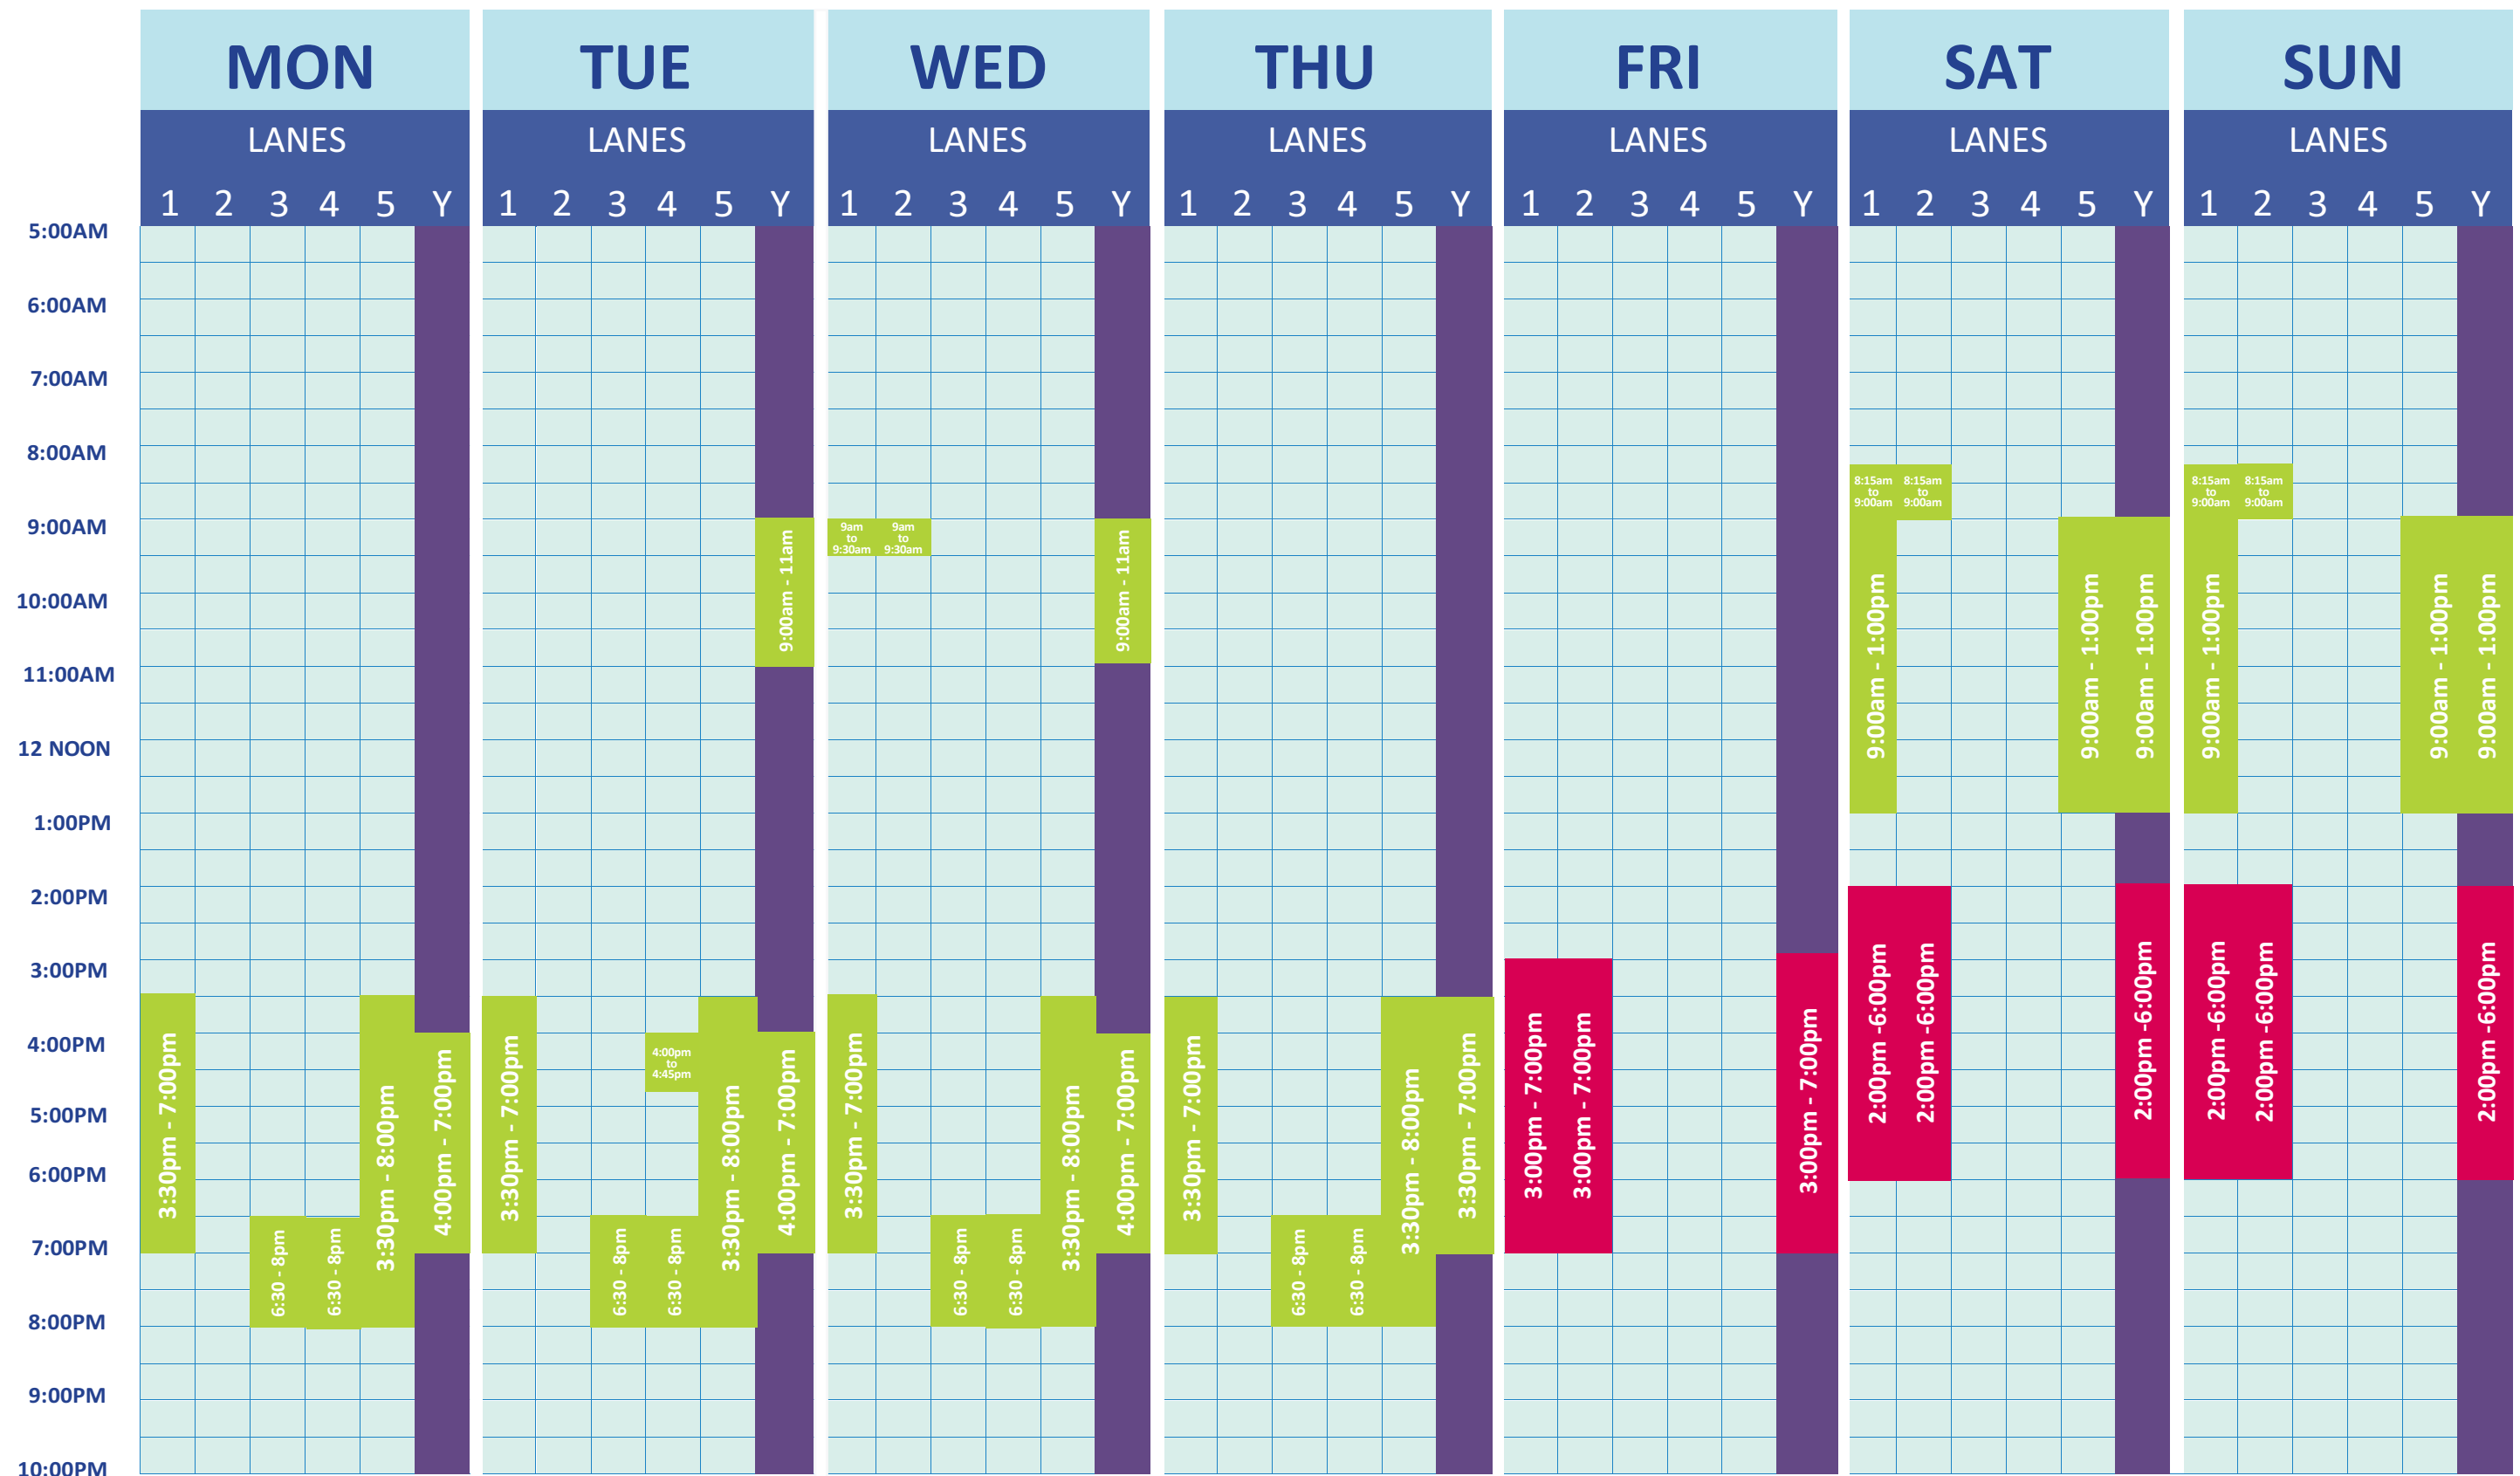 MON TUE WED THU FRI SAT SUN
LANES LANES LANES LANES LANES LANES LANES
1 2 3 4 5 Y 1 2 3 4 5 Y 1 2 3 4 5 Y 1 2 3 4 5 Y 1 2 3 4 5 Y 1 2 3 4 5 Y 1 2 3 4 5 Y
5:00AM
6:00AM
7:00AM
8:00AM
8:15am 8:15am 8:15am 8:15am
to to to to
9:00am 9:00am 9:00am 9:00am
9:00AM
9am 9am
to to
9:30am 9:30am
9:00am - 11am
9:00am - 11am
9:00am - 1:00pm
9:00am - 1:00pm
9:00am - 1:00pm
9:00am - 1:00pm
9:00am - 1:00pm
9:00am - 1:00pm
10:00AM
11:00AM
12 NOON
1:00PM
2:00PM
2:00pm -6:00pm
2:00pm -6:00pm
2:00pm -6:00pm
2:00pm -6:00pm
2:00pm -6:00pm
2:00pm -6:00pm
3:00PM
3:00pm - 7:00pm
3:00pm - 7:00pm
3:00pm - 7:00pm
3:30pm - 7:00pm
3:30pm - 8:00pm
4:00pm - 7:00pm
3:30pm - 7:00pm
4:00pm
to
4:45pm
3:30pm - 8:00pm
4:00pm - 7:00pm
3:30pm - 7:00pm
3:30pm - 8:00pm
4:00pm - 7:00pm
3:30pm - 7:00pm
3:30pm - 8:00pm
3:30pm - 7:00pm
4:00PM
5:00PM
6:00PM
6:30 - 8pm
6:30 - 8pm
6:30 - 8pm
6:30 - 8pm
6:30 - 8pm
6:30 - 8pm
6:30 - 8pm
6:30 - 8pm
7:00PM
8:00PM
9:00PM
10:00PM